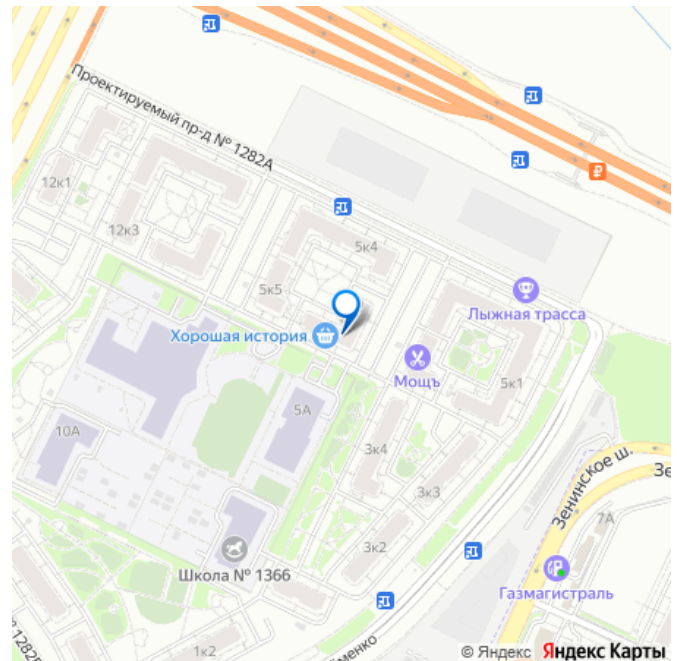 Проектируемый пр-д № 1282А
12к1
12к3
5к4
5к5
Лыжная трасса
Хорошая история
Мощъ
5к1
5А
10А
3к4
3к3
Зенинское ш.
7А
3к2
Школа № 1366
Газмагистраль
1к2
© Яндекс Яндекс Карты